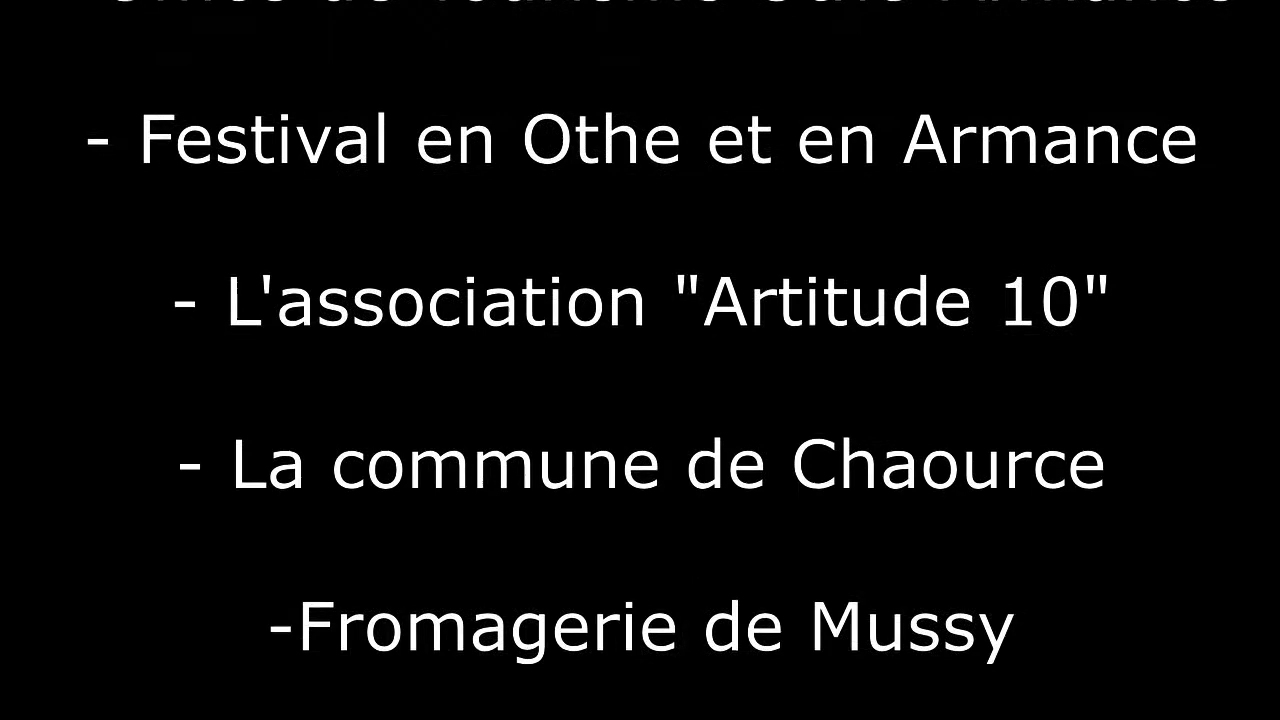 - Festival en Othe et en Armance
- L'association "Artitude 10"
- La commune de Chaource
-Fromagerie de Mussy